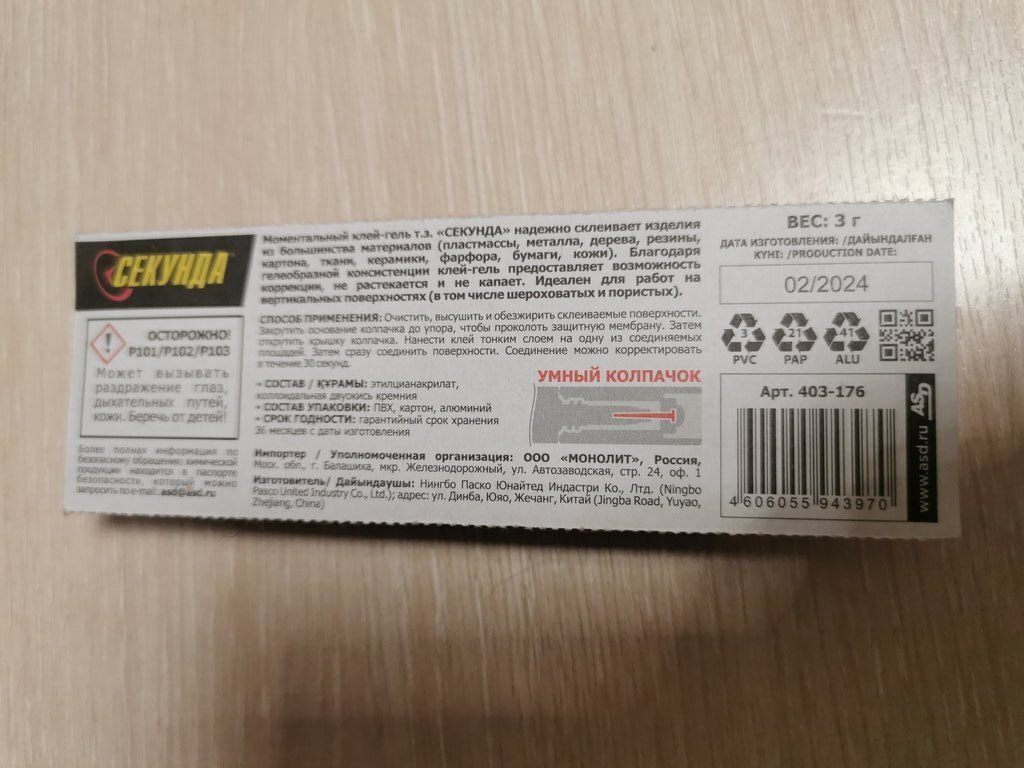 СЕКУНДА
ОСТОРОЖНО!
P101/P102/P103
Может вызывать
раздражение глаз,
дыхательных путей,
кожи. Беречь от детей!
Более полная информация по
безопасному обращению химической
продукции находится в паспорте
безопасности, который можно
запросить по e-mail: asd@asd.ru
Моментальный клей-гель т.з. «СЕКУНДА» надежно склеивает изделия
из большинства материалов (пластмассы, металла, дерева, резины,
картона, ткани, керамики, фарфора, бумаги, кожи). Благодаря
гелеобразной консистенции клей-гель предоставляет возможность
коррекции, не растекается и не капает. Идеален для работ на
вертикальных поверхностях (в том числе шероховатых и пористых).
СПОСОБ ПРИМЕНЕНИЯ: Очистить, высушить и обезжирить склеиваемые поверхности.
Закрутить основание колпачка до упора, чтобы проколоть защитную мембрану. Затем
открутить крышку колпачка. Нанести клей тонким слоем на одну из соединяемых
площадей. Затем сразу соединить поверхности. Соединение можно корректировать
в течение 30 секунд.
• СОСТАВ / ҚҰРАМЫ: этилцианакрилат,
коллоидальная двуокись кремния
• СОСТАВ УПАКОВКИ: ПВХ, картон, алюминий
• СРОК ГОДНОСТИ: гарантийный срок хранения
36 месяцев с даты изготовления
УМНЫЙ КОЛПАЧОК
Импортер / Уполномоченная организация: ООО «МОНОЛИТ», Россия,
Моск. обл., г. Балашиха, мкр. Железнодорожный, ул. Автозаводская, стр. 24, оф. 1
Изготовитель/ Дайындаушы: Нингбо Паско Юнайтед Индастри Ко., Лтд. (Ningbo
Pasco United Industry Co., Ltd.); адрес: ул. Динба, Юяо, Жечанг, Китай (Jingba Road, Yuyao,
Zhejiang, China)
ВЕС: 3 г
ДАТА ИЗГОТОВЛЕНИЯ: /ДАЙЫНДАЛҒАН
КҮНІ: /PRODUCTION DATE:
02/2024
3 21 41
PVC PAP ALU
Арт. 403-176
4 606055 943970
www.asd.ru ASD